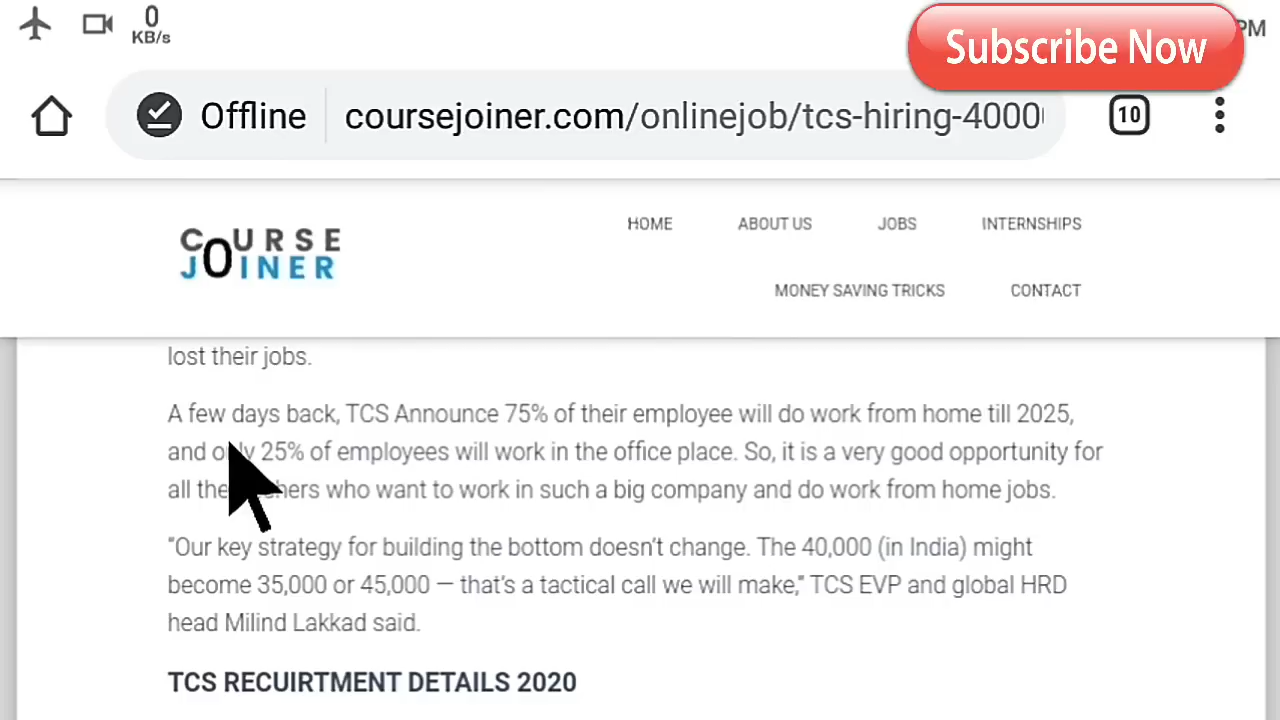 0
KB/s
Subscribe Now
PM
Offline
coursejoiner.com/onlinejob/tcs-hiring-4000
10
COURSE
JOINER
HOME ABOUT US JOBS INTERNSHIPS
MONEY SAVING TRICKS CONTACT
lost their jobs.
A few days back, TCS Announce 75% of their employee will do work from home till 2025,
and only 25% of employees will work in the office place. So, it is a very good opportunity for
all the who want to work in such a big company and do work from home jobs.
“Our key strategy for building the bottom doesn’t change. The 40,000 (in India) might
become 35,000 or 45,000 — that’s a tactical call we will make,” TCS EVP and global HRD
head Milind Lakkad said.
TCS RECUIRTMENT DETAILS 2020